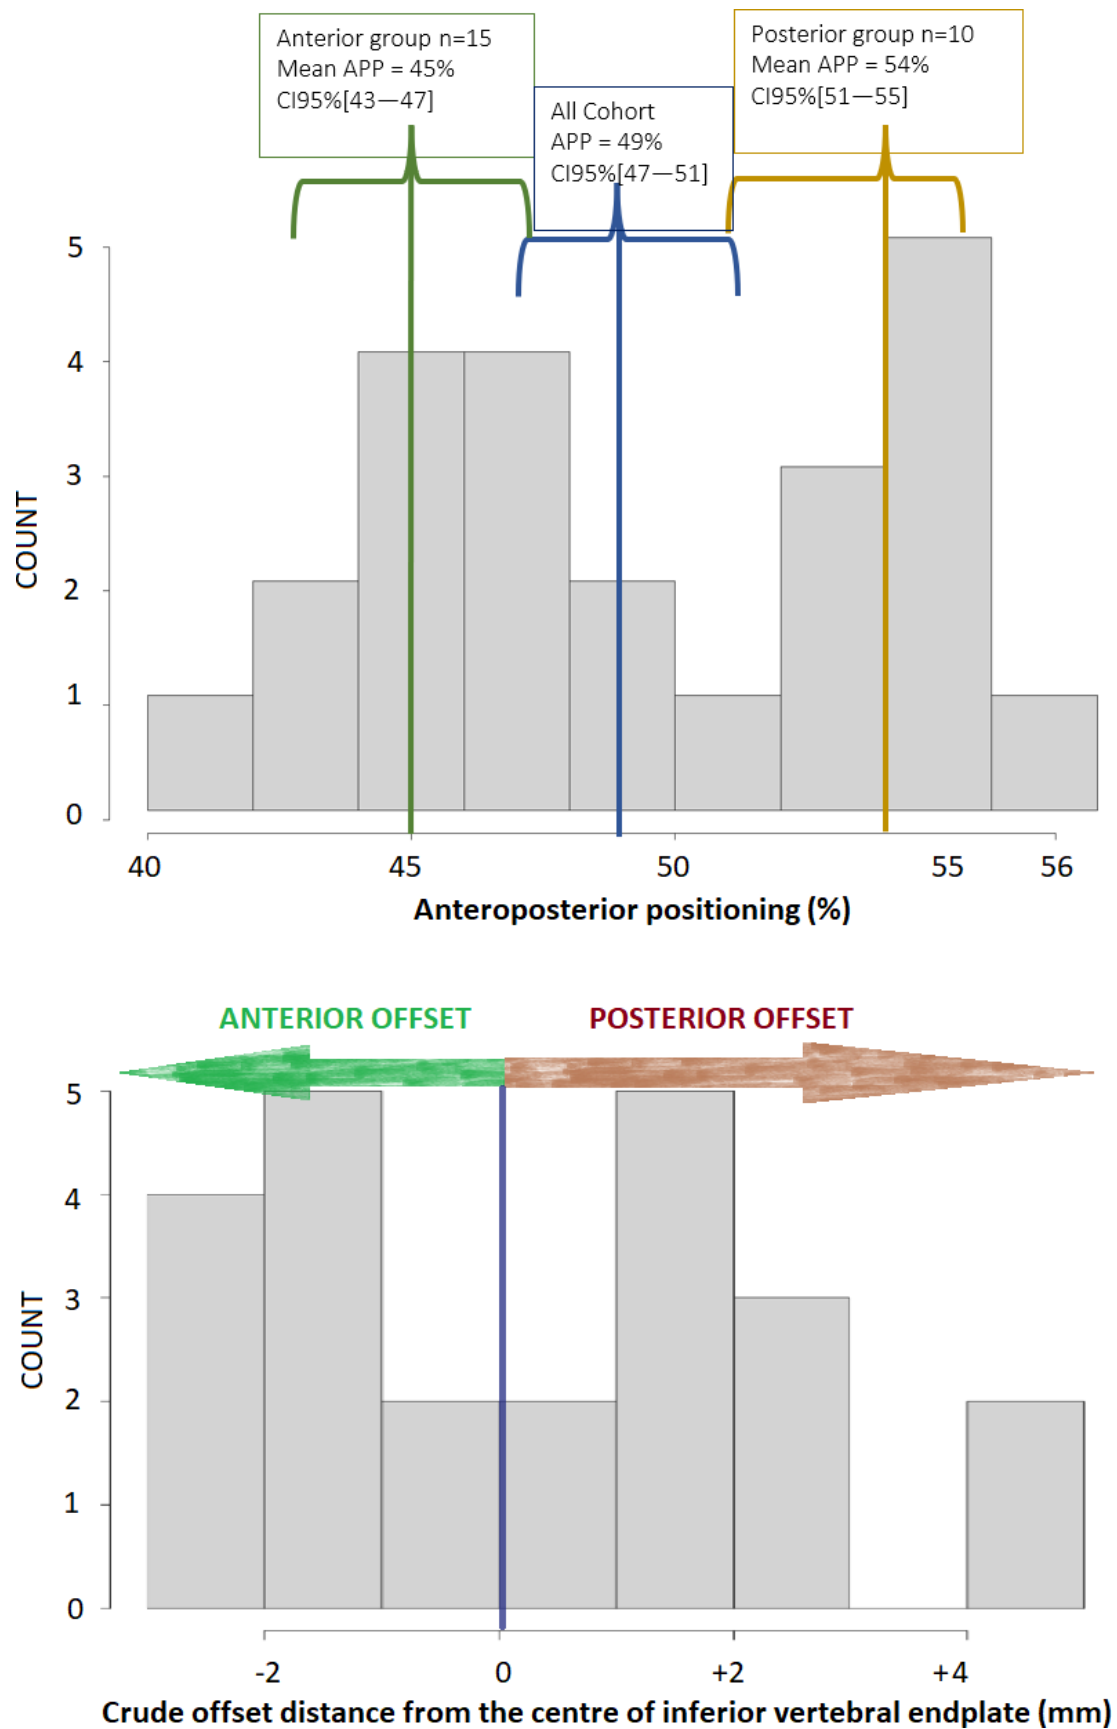 Anterior group n=15
Mean APP = 45%
CI95%[43—47]
All Cohort
APP = 49%
CI95%[47—51]
Posterior group n=10
Mean APP = 54%
CI95%[51—55]
COUNT
5
4
3
2
1
0
40 45 50 55 56
Anteroposterior positioning (%)
ANTERIOR OFFSET POSTERIOR OFFSET
COUNT
5
4
3
2
1
0
-2 0 +2 +4
Crude offset distance from the centre of inferior vertebral endplate (mm)